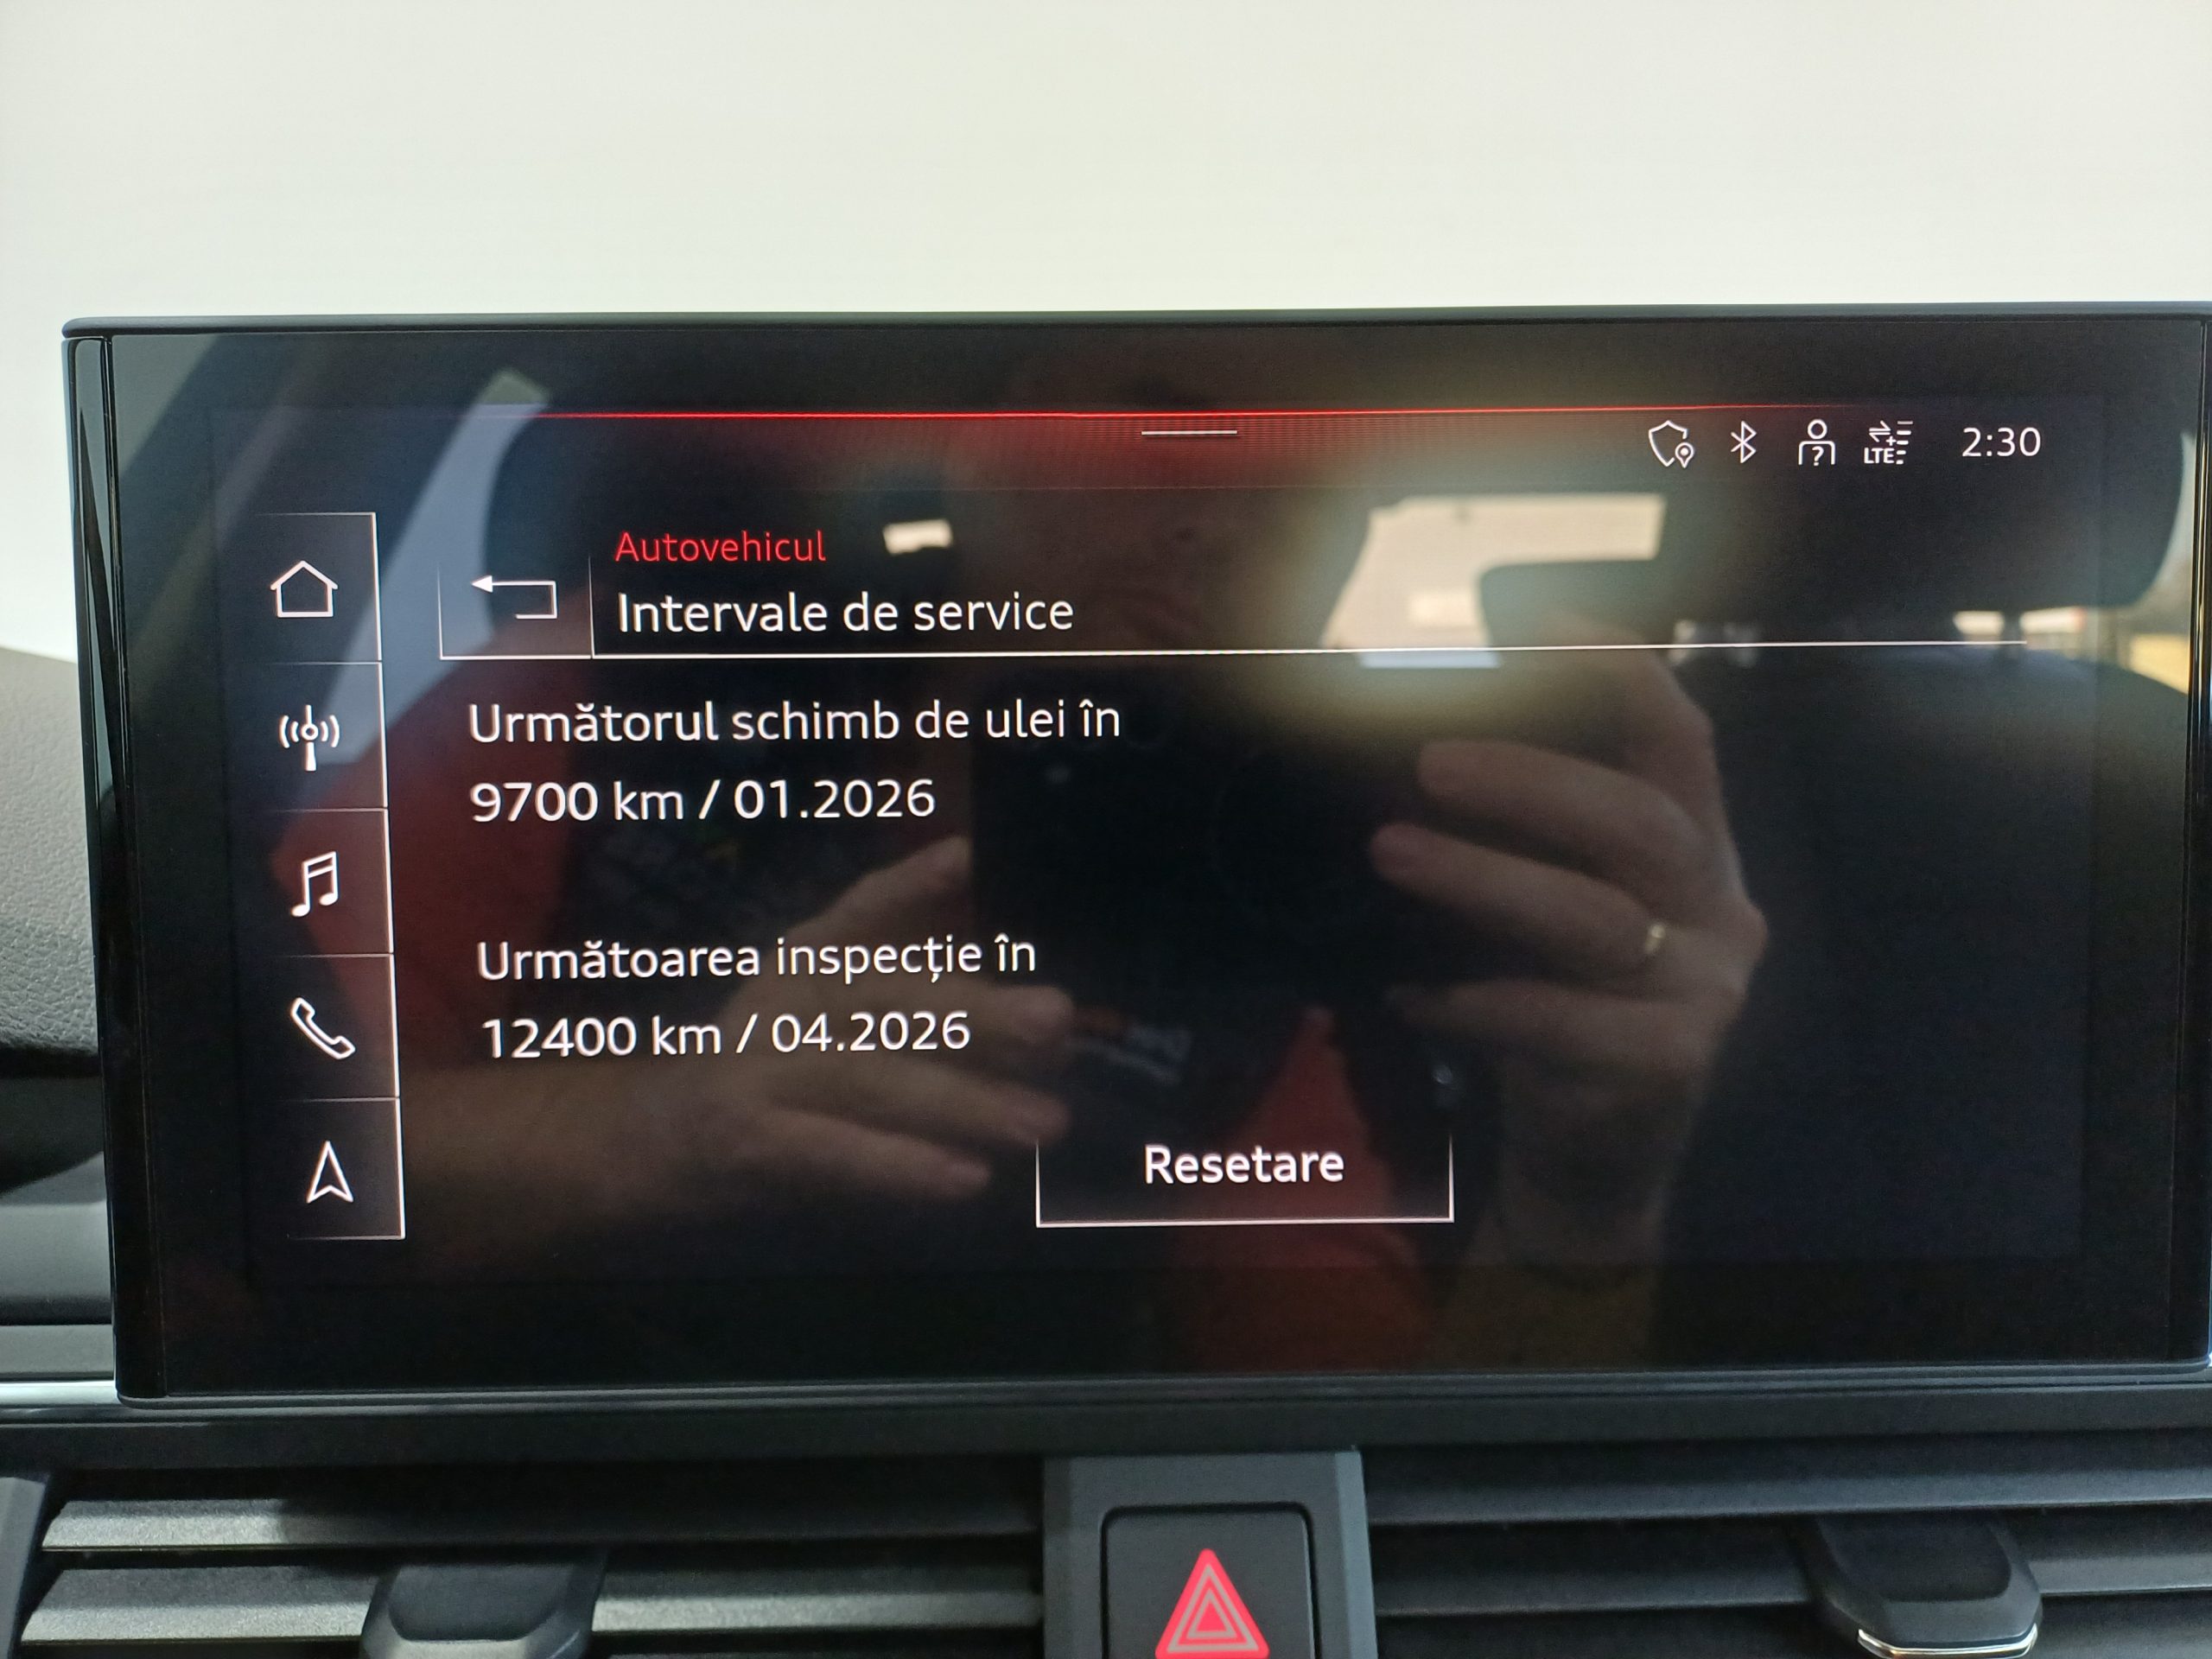 LTE
2:30
Autovehicul
Intervale de service
Următorul schimb de ulei în
9700 km / 01.2026
Următoarea inspecție în
12400 km / 04.2026
Resetare